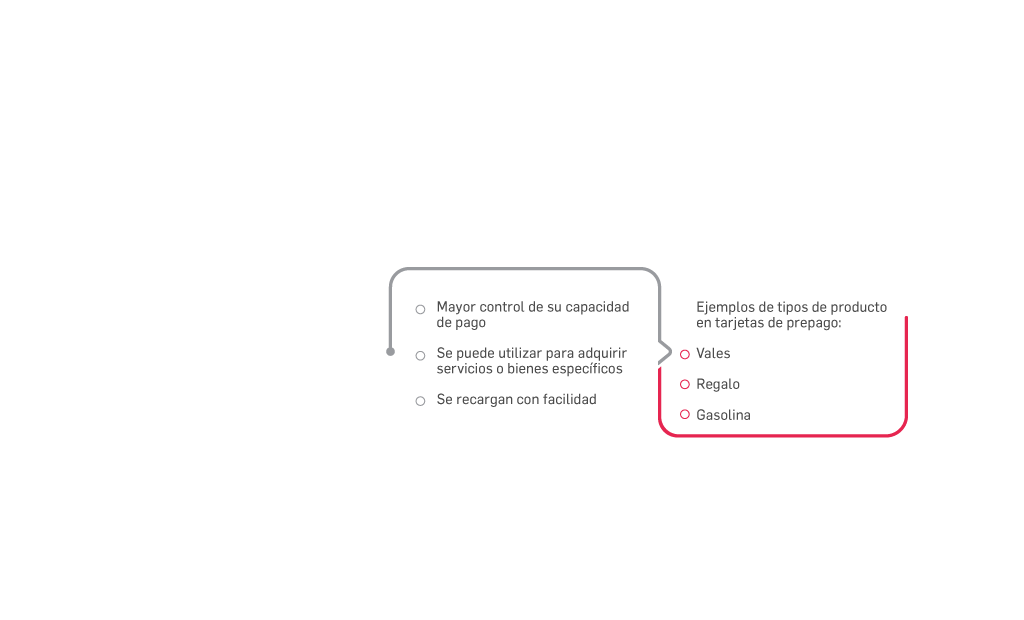 Mayor control de su capacidad
de pago
Se puede utilizar para adquirir
servicios o bienes específicos
Se recargan con facilidad
Ejemplos de tipos de producto
en tarjetas de prepago:
Vales
Regalo
Gasolina